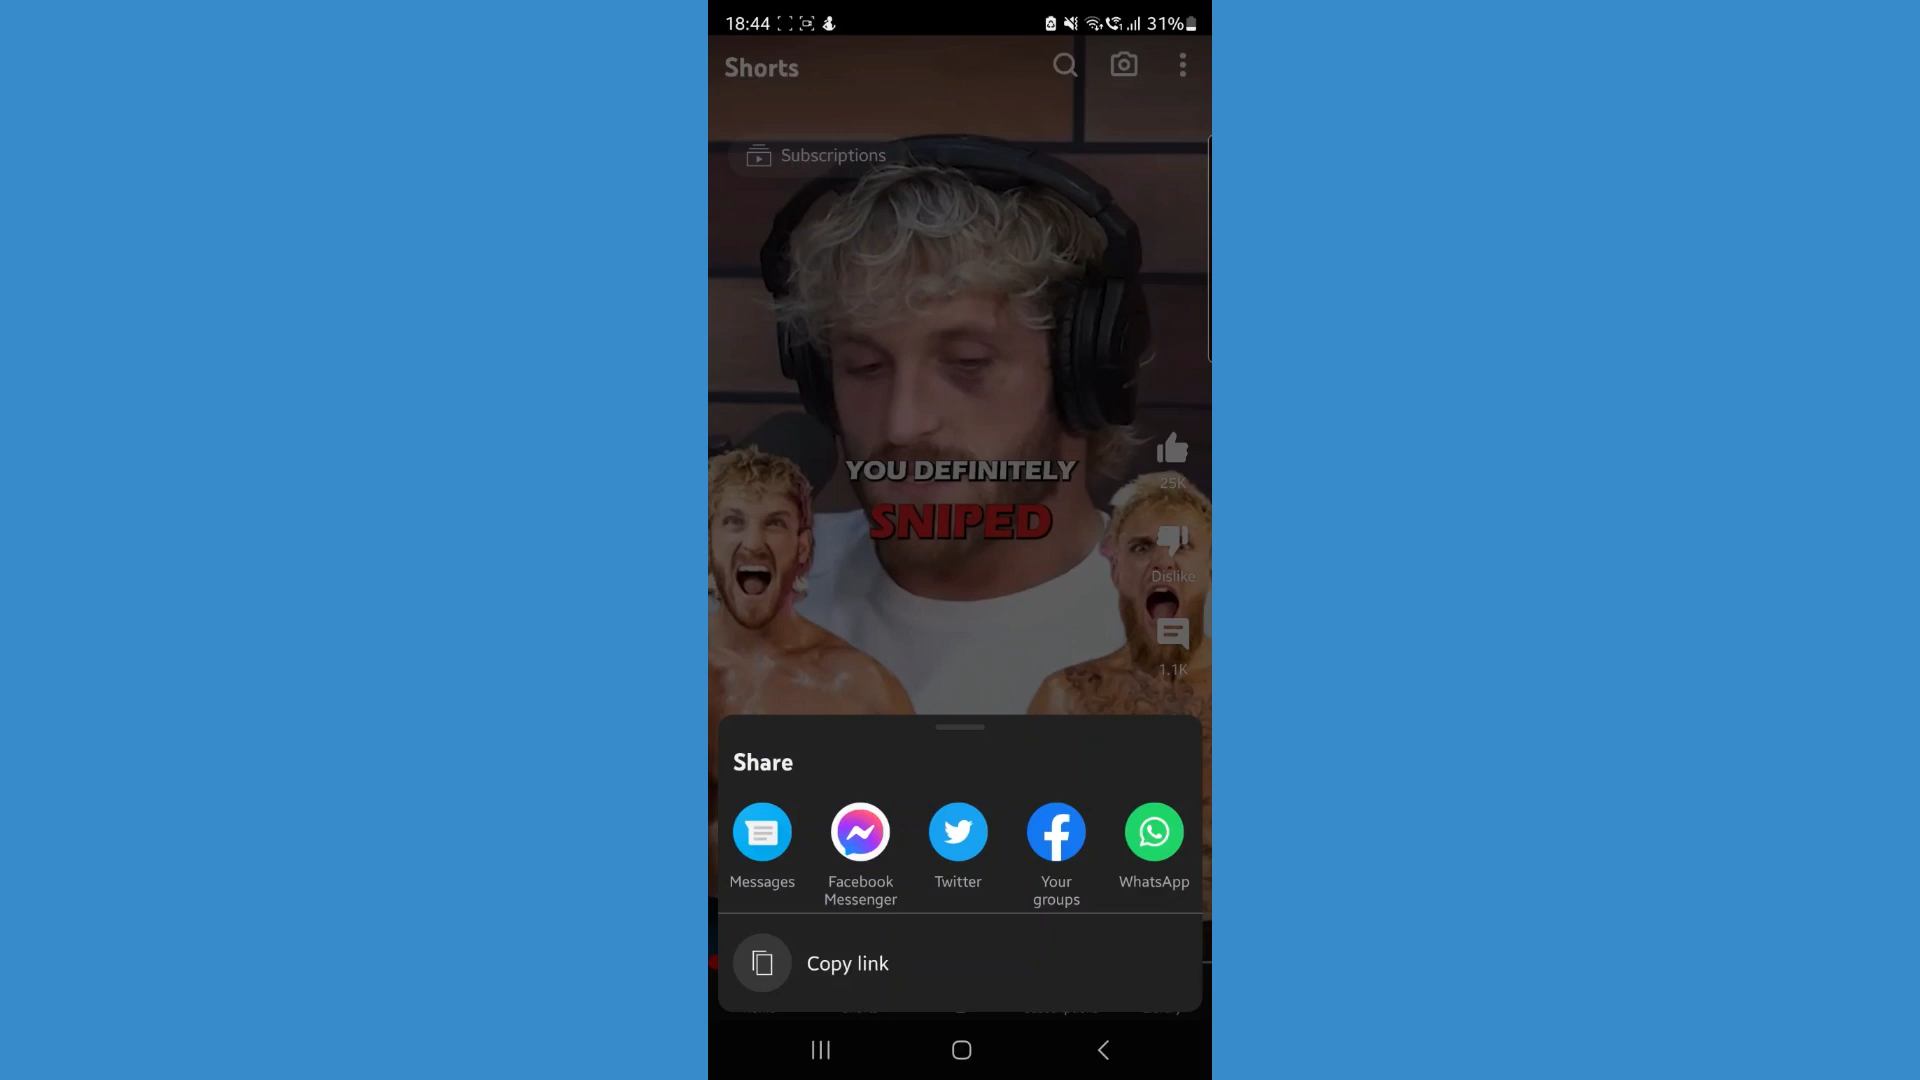 18:44
31%
Shorts
Subscriptions
YOU DEFINITELY
SNIPED
25K
Dislike
1.1K
Share
Messages
Facebook
Messenger
Twitter
Your
groups
WhatsApp
Copy link